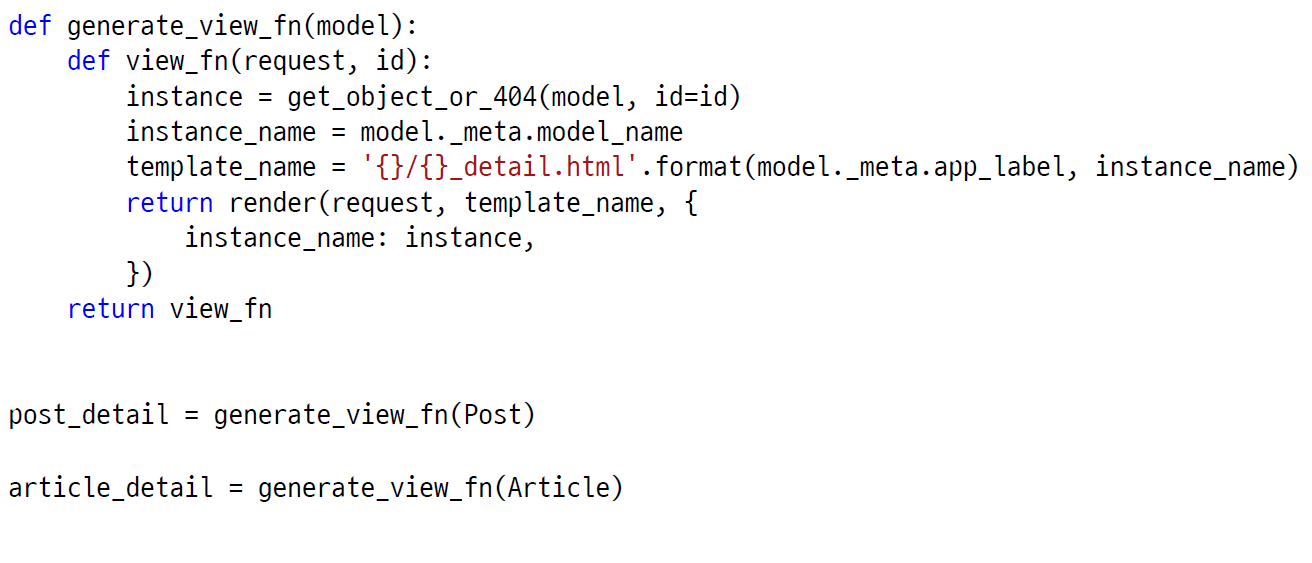 def generate_view_fn(model):
    def view_fn(request, id):
        instance = get_object_or_404(model, id=id)
        instance_name = model._meta.model_name
        template_name = '{}/{}_detail.html'.format(model._meta.app_label, instance_name)
        return render(request, template_name, {
            instance_name: instance,
        })
    return view_fn
post_detail = generate_view_fn(Post)
article_detail = generate_view_fn(Article)